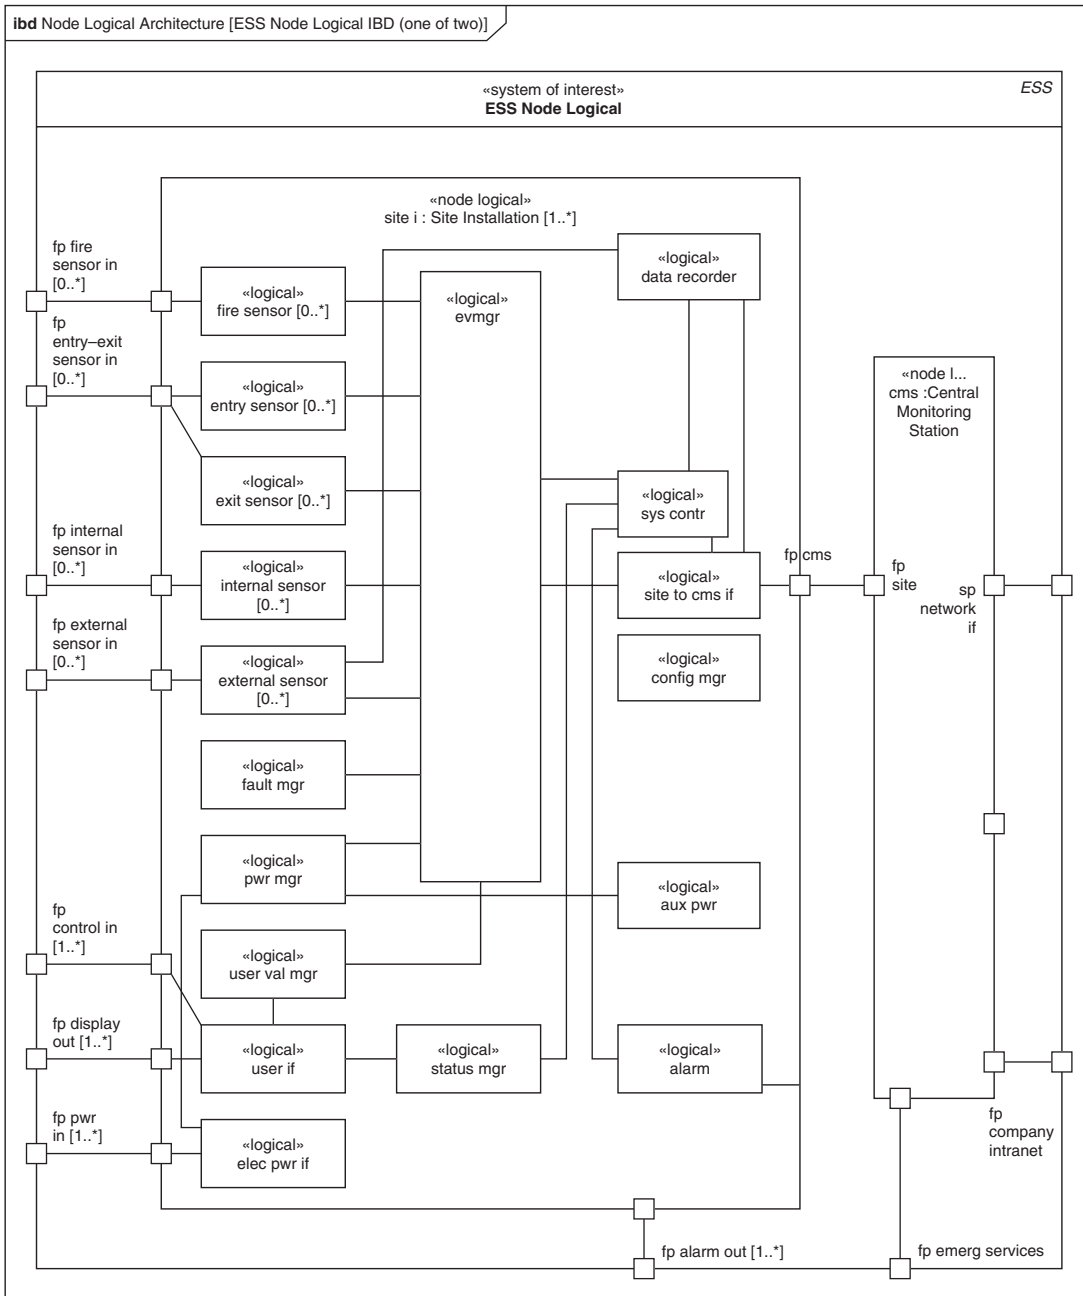 ibd Node Logical Architecture [ESS Node Logical IBD (one of two)]
«system of interest»
ESS Node Logical
ESS
«node logical»
site i : Site Installation [1..*]
fp fire
sensor in
[0..*]
«logical»
fire sensor [0..*]
«logical»
evmgr
«logical»
data recorder
fp
entry–exit
sensor in
[0..*]
«logical»
entry sensor [0..*]
«node l...
cms :Central
Monitoring
Station
«logical»
exit sensor [0..*]
«logical»
sys contr
fp internal
sensor in
[0..*]
«logical»
internal sensor
[0..*]
«logical»
site to cms if
fp cms
fp
site
sp
network
if
fp external
sensor in
[0..*]
«logical»
external sensor
[0..*]
«logical»
config mgr
«logical»
fault mgr
«logical»
pwr mgr
«logical»
aux pwr
fp
control in
[1..*]
«logical»
user val mgr
fp display
out [1..*]
«logical»
user if
«logical»
status mgr
«logical»
alarm
fp pwr
in [1..*]
«logical»
elec pwr if
fp
company
intranet
fp alarm out [1..*]
fp emerg services